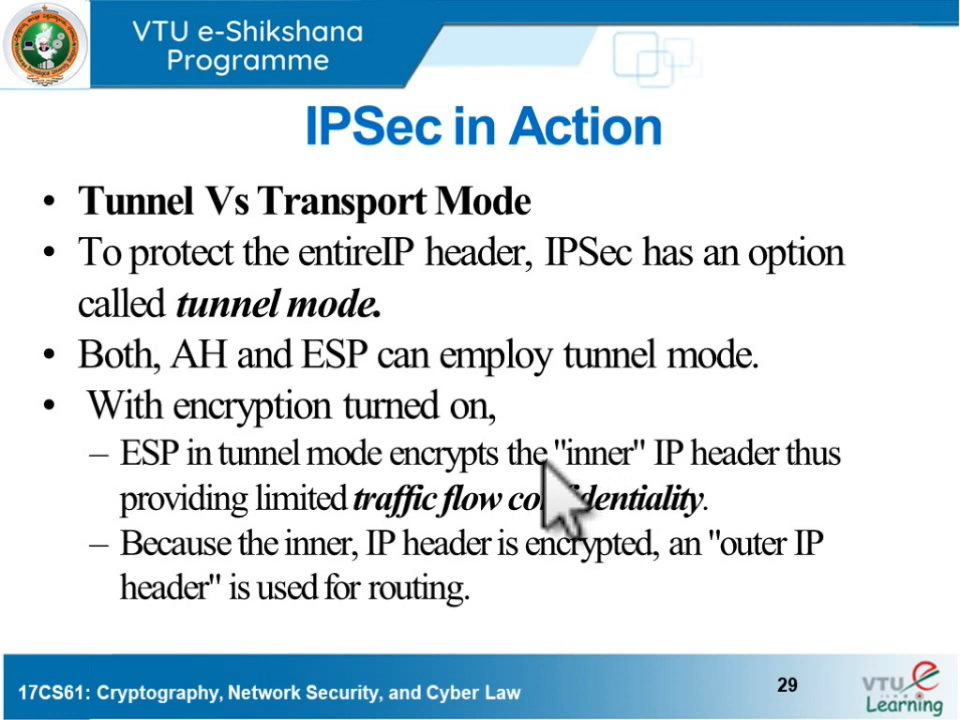 VTU e-Shikshana
Programme
IPSec in Action
• Tunnel Vs Transport Mode
• To protect the entireIP header, IPSec has an option
called tunnel mode.
• Both, AH and ESP can employ tunnel mode.
• With encryption turned on,
– ESP in tunnel mode encrypts the "inner" IP header thus
providing limited traffic flow confidentiality.
– Because the inner, IP header is encrypted, an "outer IP
header" is used for routing.
17CS61: Cryptography, Network Security, and Cyber Law
29
VTU e
Learning